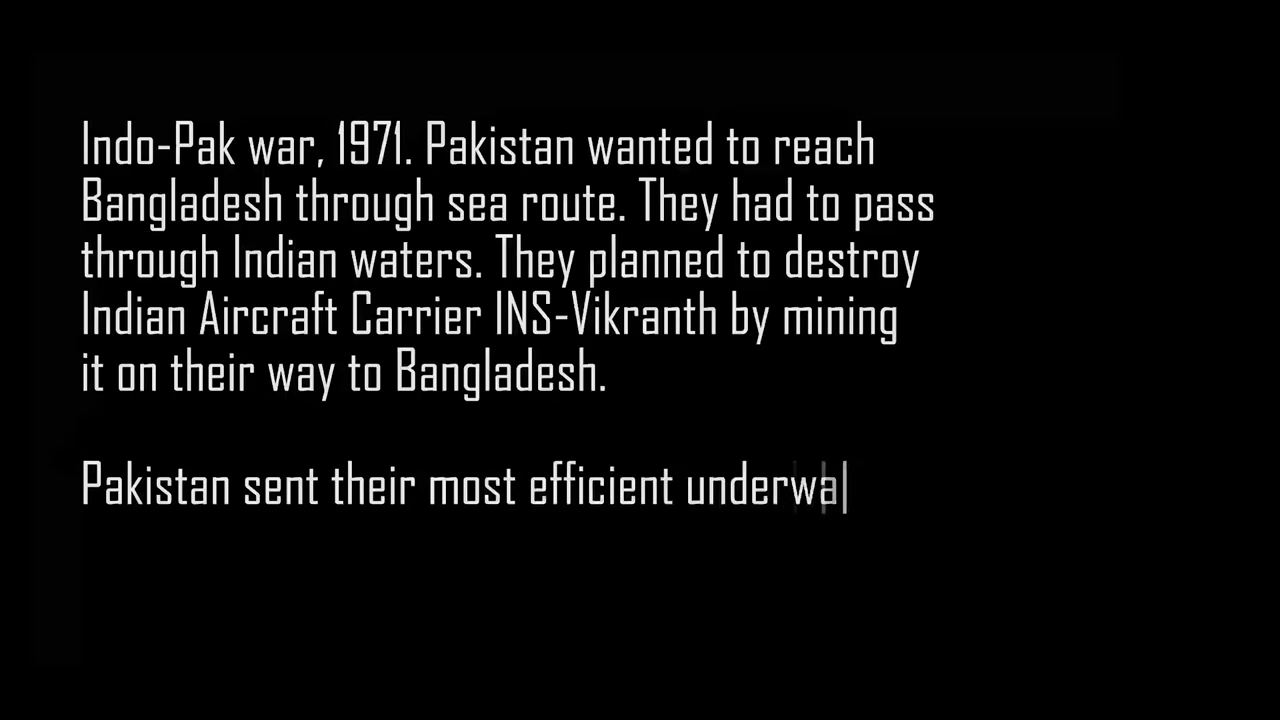 Indo-Pak war, 1971. Pakistan wanted to reach
Bangladesh through sea route. They had to pass
through Indian waters. They planned to destroy
Indian Aircraft Carrier INS-Vikranth by mining
it on their way to Bangladesh.
Pakistan sent their most efficient underwa